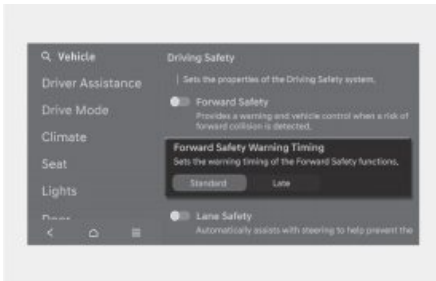 Vehicle
Driving Safety
Sets the properties of the Driving Safety system.
Driver Assistance
Forward Safety
Provides a warning and vehicle control when a risk of
forward collision is detected.
Drive Mode
Climate
Forward Safety Warning Timing
Sets the warning timing of the Forward Safety functions.
Seat
Standard
Late
Lights
Door
Lane Safety
Automatically assists with steering to help prevent the